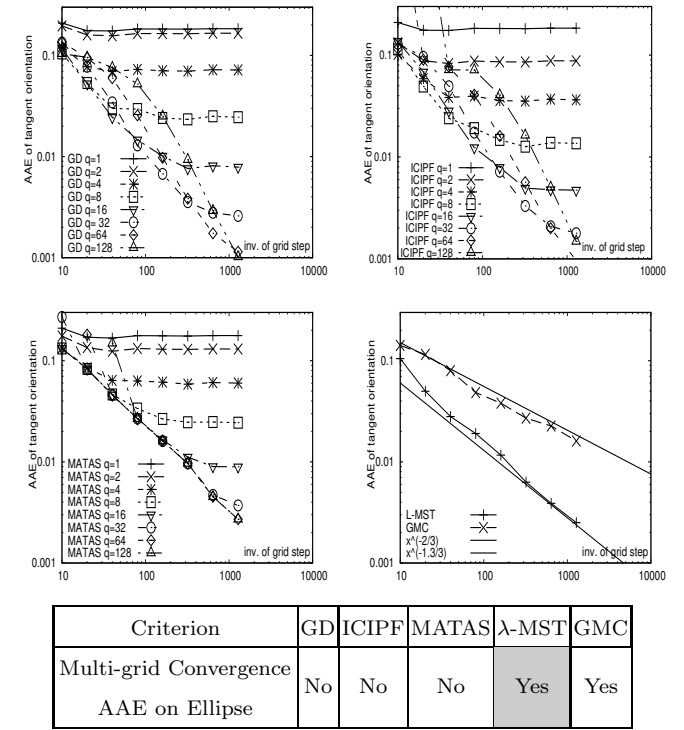 AAE of tangent orientation
0.1
0.01
0.001
GD q=1
GD q=2
GD q=4
GD q=8
GD q=16
GD q= 32
GD q=64
GD q=128
inv. of grid step
10 100 1000 10000
AAE of tangent orientation
0.1
0.01
0.001
ICIPF q=1
ICIPF q=2
ICIPF q=4
ICIPF q=8
ICIPF q=16
ICIPF q=32
ICIPF q=64
ICIPF q=128
inv. of grid step
10 100 1000 10000
AAE of tangent orientation
0.1
0.01
0.001
MATAS q=1
MATAS q=2
MATAS q=4
MATAS q=8
MATAS q=16
MATAS q=32
MATAS q=64
MATAS q=128
inv. of grid step
10 100 1000 10000
AAE of tangent orientation
0.1
0.01
0.001
L-MST
GMC
x^(-2/3)
x^(-1.3/3)
inv. of grid step
10 100 1000 10000
Criterion GD ICIPF MATAS λ-MST GMC
Multi-grid Convergence
AAE on Ellipse
No No No Yes Yes